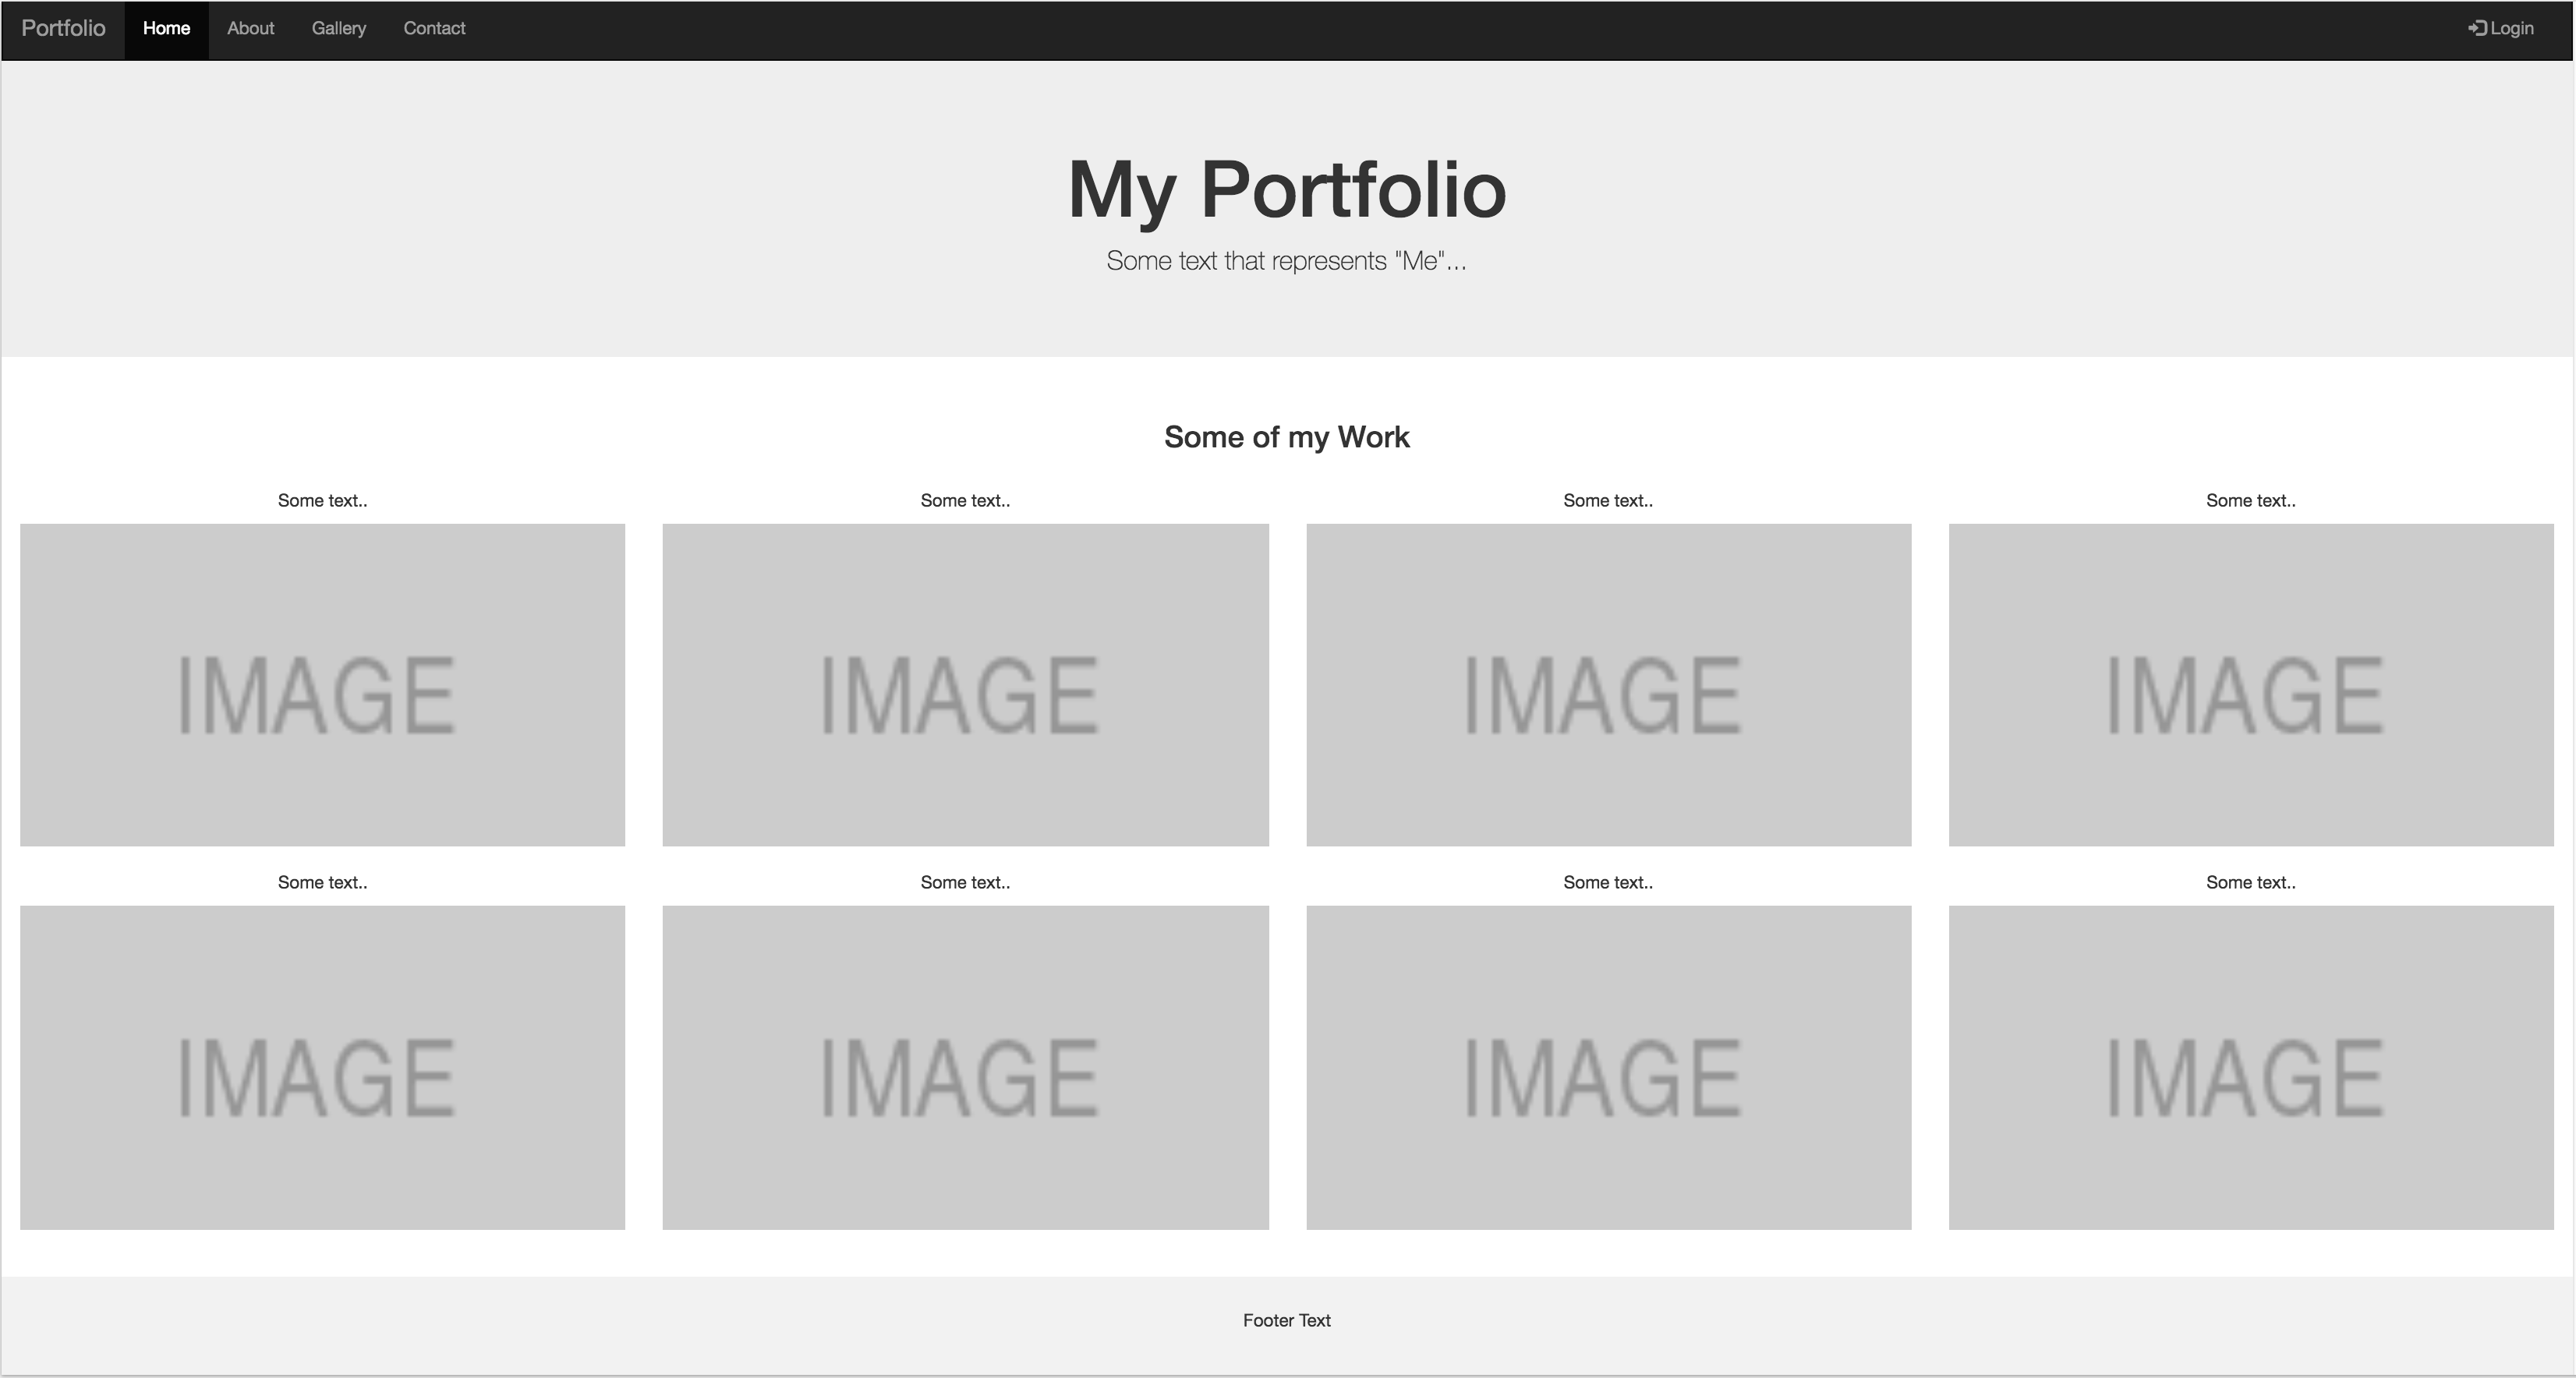 Portfolio Home About Gallery Contact Login
My Portfolio
Some text that represents "Me"...
Some of my Work
Some text.. Some text.. Some text.. Some text..
IMAGE IMAGE IMAGE IMAGE
Some text.. Some text.. Some text.. Some text..
IMAGE IMAGE IMAGE IMAGE
Footer Text